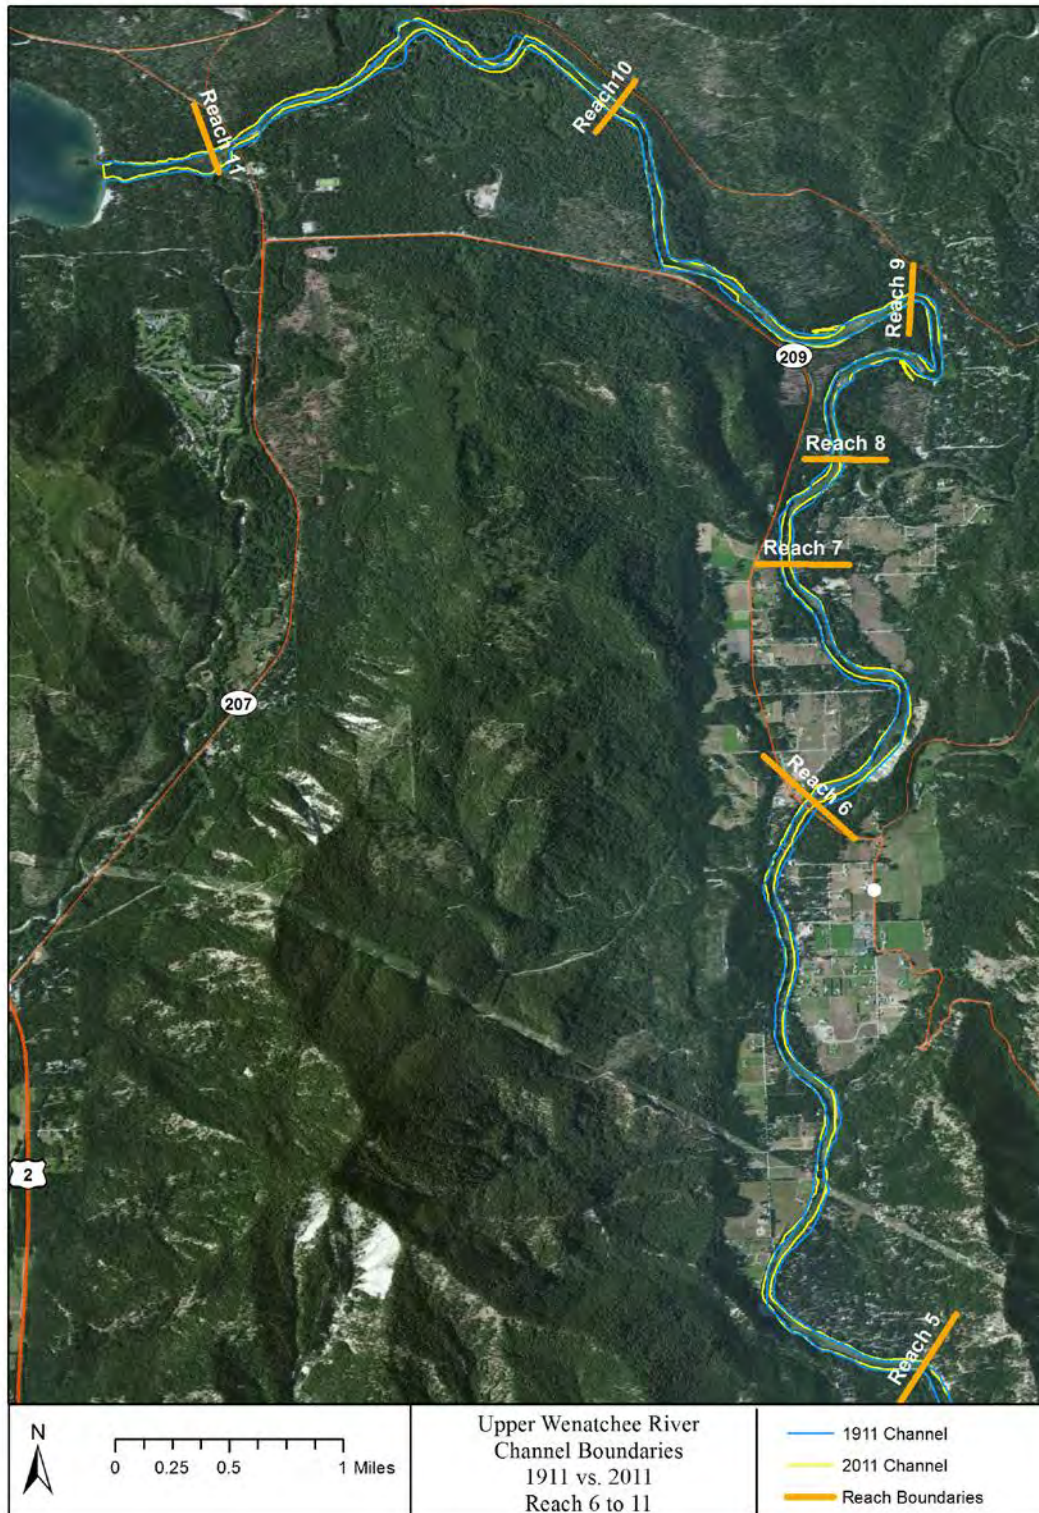 Reach 11
Reach10
Reach 9
209
Reach 8
Reach 7
207
Reach 6
2
Reach 5
N
0 0.25 0.5 1 Miles
Upper Wenatchee River
Channel Boundaries
1911 vs. 2011
Reach 6 to 11
1911 Channel
2011 Channel
Reach Boundaries